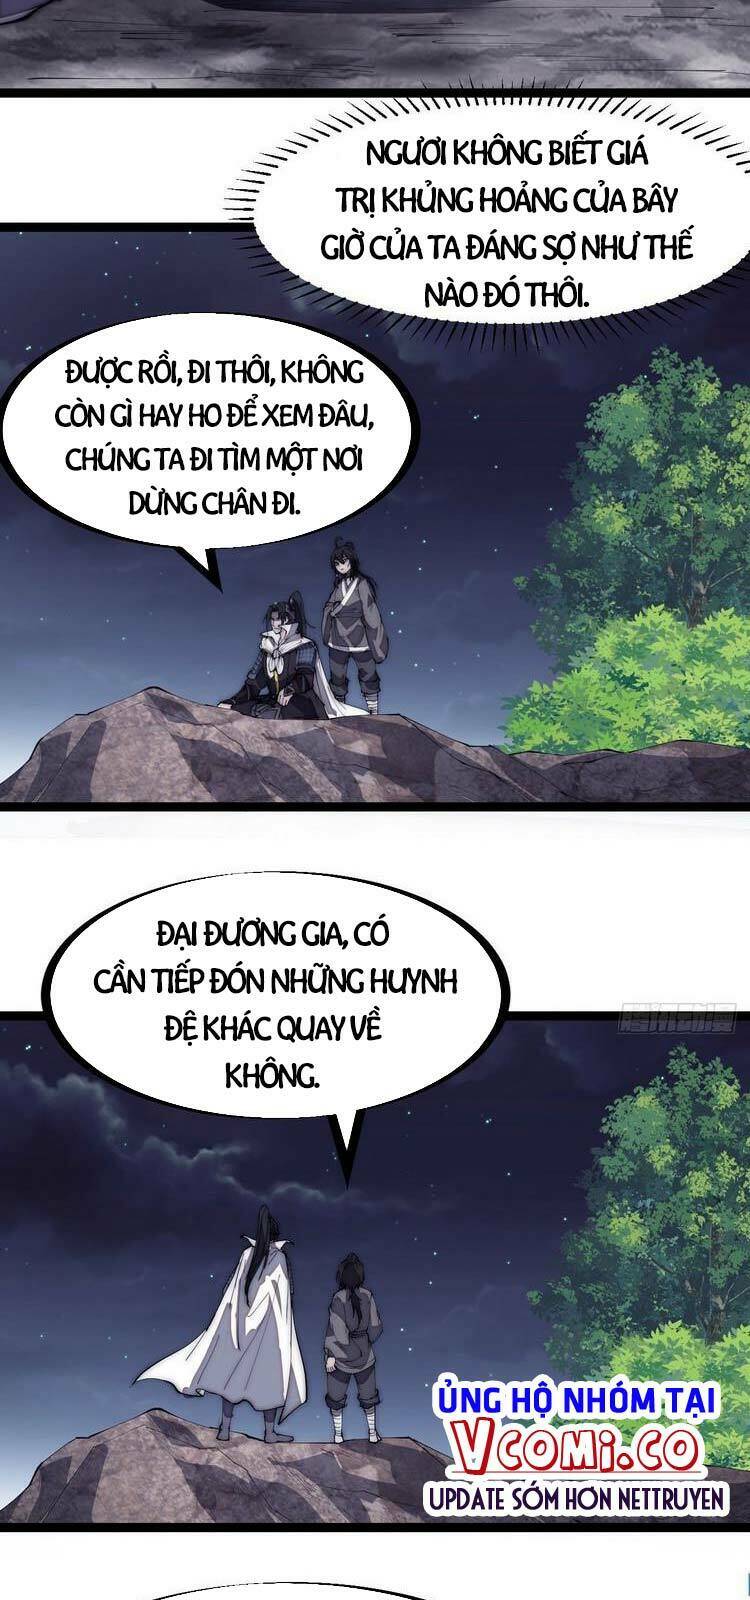 NGƯƠI KHÔNG BIẾT GIÁ
TRỊ KHỦNG HOẢNG CỦA BÂY
GIỜ CỦA TA ĐÁNG SỢ NHƯ THẾ
NÀO ĐÓ THÔI.
ĐƯỢC RỒI, ĐI THÔI, KHÔNG
CÒN GÌ HAY HO ĐỂ XEM ĐÂU,
CHÚNG TA ĐI TÌM MỘT NƠI
DỪNG CHÂN ĐI.
ĐẠI ĐƯƠNG GIA, CÓ
CẦN TIẾP ĐÓN NHỮNG HUYNH
ĐỆ KHÁC QUAY VỀ
KHÔNG.
ỦNG HỘ NHÓM TẠI
VCOMI.CO
UPDATE SỚM HƠN NETTRUYEN